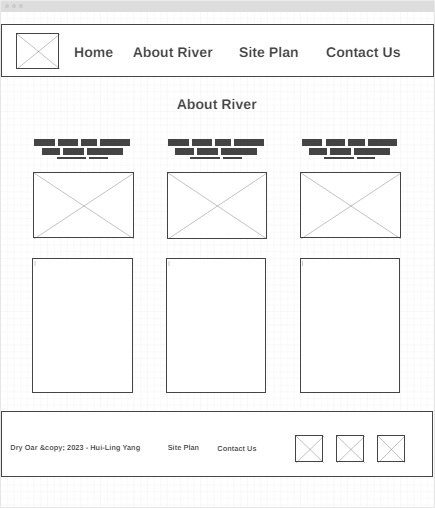 Home About River Site Plan Contact Us
About River
Dry Oar &copy; 2023 - Hui-Ling Yang Site Plan Contact Us